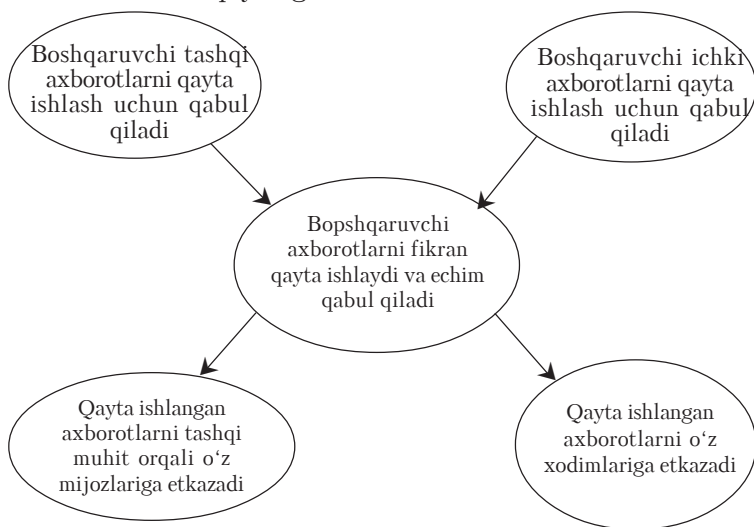 Boshqaruvchi tashqi
axborotlarni qayta
ishlash uchun qabul
qiladi
Boshqaruvchi ichki
axborotlarni qayta
ishlash uchun qabul
qiladi
Bopshqaruvchi
axborotlarni fikran
qayta ishlaydi va echim
qabul qiladi
Qayta ishlangan
axborotlarni tashqi
muhit orqali o‘z
mijozlariga etkazadi
Qayta ishlangan
axborotlarni o‘z
xodimlariga etkazadi